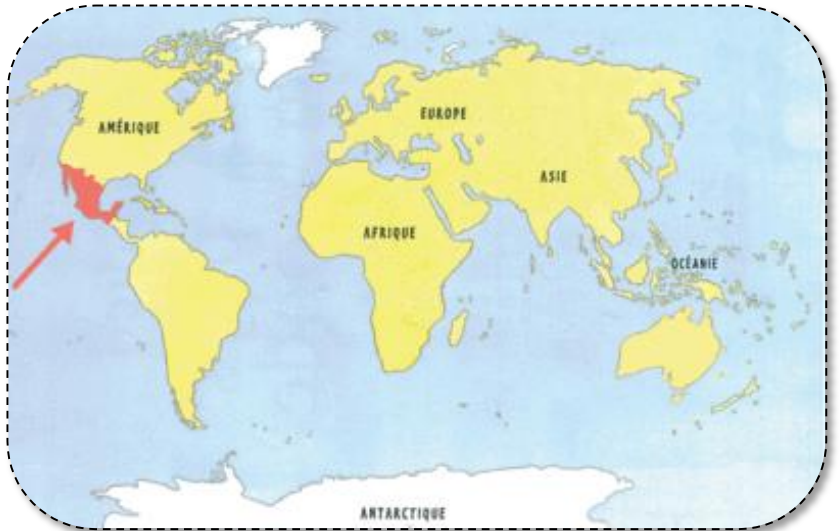 AMÉRIQUE
EUROPE
ASIE
AFRIQUE
OCÉANIE
ANTARCTIQUE